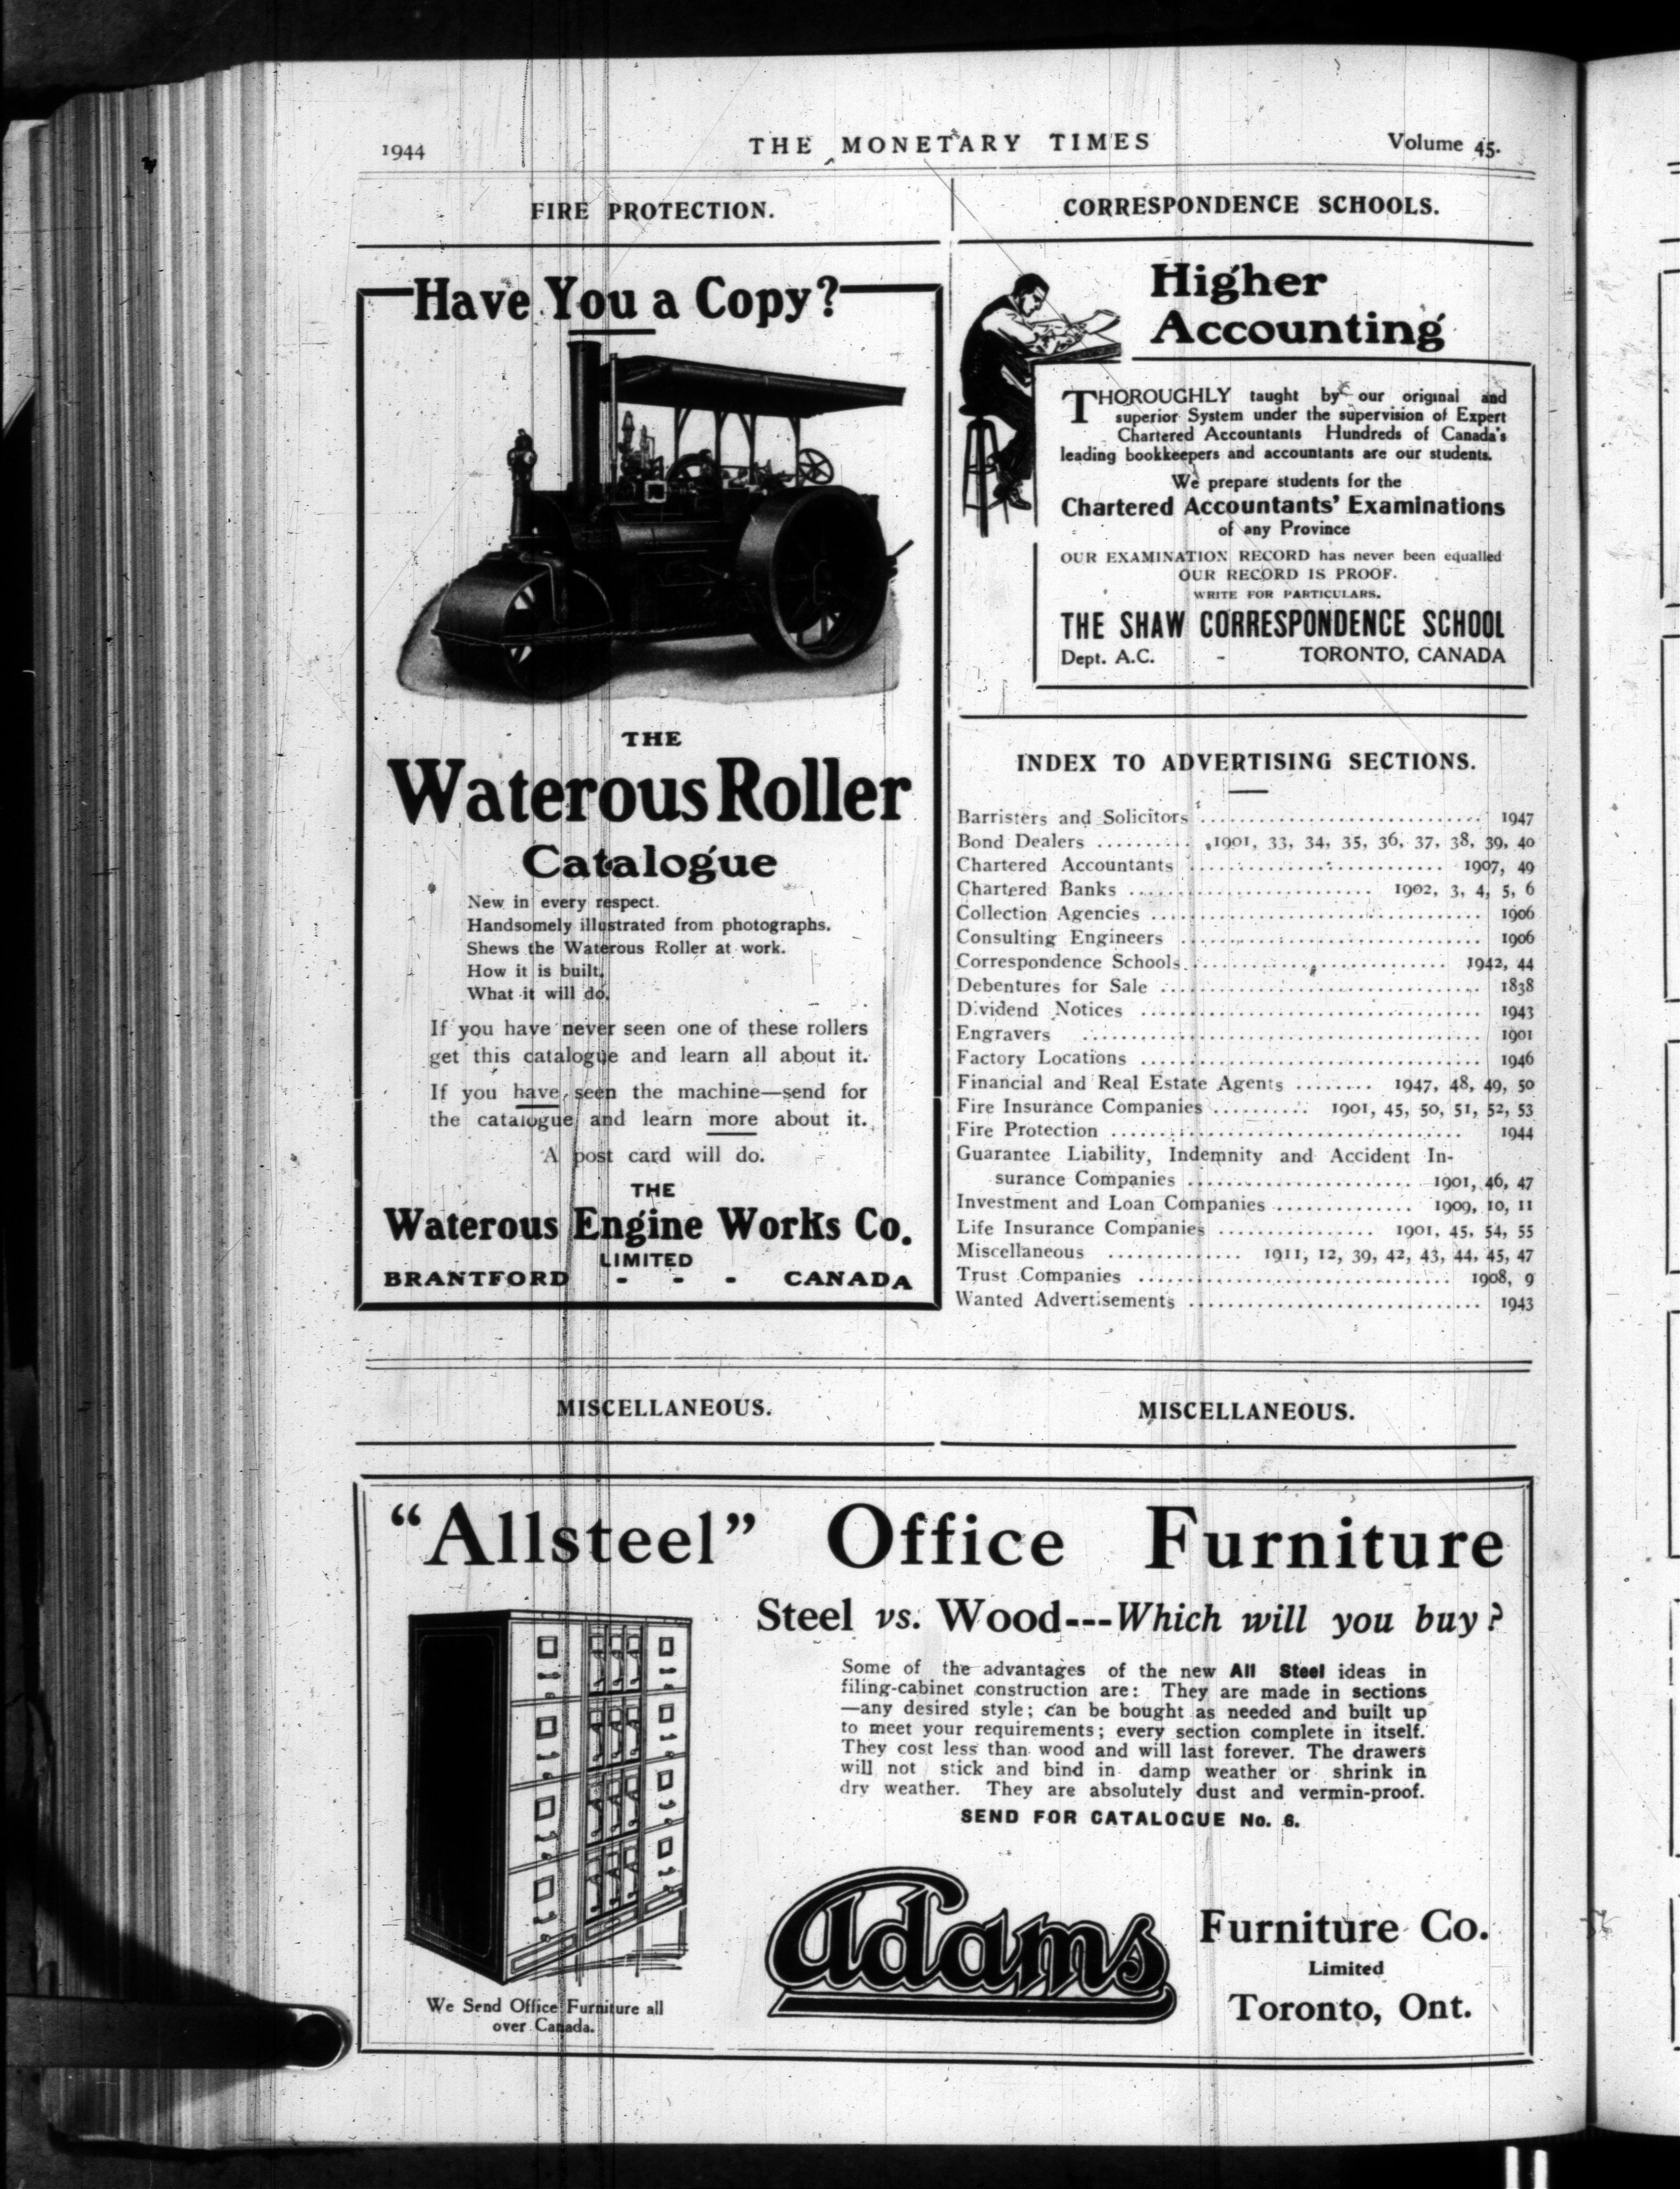 1944
THE MONETARY TIMES
Volume 45.
FIRE PROTECTION.
Have You a Copy?
THE
Waterous Roller
Catalogue
New in every respect.
Handsomely illustrated from photographs.
Shews the Waterous Roller at work.
How it is built.
What it will do.
If you have never seen one of these rollers
get this catalogue and learn all about it.
If you have seen the machine—send for
the catalogue and learn more about it.
A post card will do.
THE
Waterous Engine Works Co.
LIMITED
BRANTFORD - - - CANADA
CORRESPONDENCE SCHOOLS.
Higher
Accounting
THOROUGHLY taught by our original and
superior System under the supervision of Expert
Chartered Accountants Hundreds of Canada's
leading bookkeepers and accountants are our students.
We prepare students for the
Chartered Accountants' Examinations
of any Province
OUR EXAMINATION RECORD has never been equalled
OUR RECORD IS PROOF.
WRITE FOR PARTICULARS.
THE SHAW CORRESPONDENCE SCHOOL
Dept. A.C. - TORONTO, CANADA
INDEX TO ADVERTISING SECTIONS.
Barristers and Solicitors .............................. 1947
Bond Dealers .......... 1901, 33, 34, 35, 36, 37, 38, 39, 40
Chartered Accountants .......................... 1907, 49
Chartered Banks .......................... 1902, 3, 4, 5, 6
Collection Agencies .................................. 1906
Consulting Engineers ................................ 1906
Correspondence Schools .......................... 1942, 44
Debentures for Sale .................................. 1838
Dividend Notices .................................... 1943
Engravers .......................................... 1901
Factory Locations .................................... 1946
Financial and Real Estate Agents ........ 1947, 48, 49, 50
Fire Insurance Companies .......... 1901, 45, 50, 51, 52, 53
Fire Protection .................................... 1944
Guarantee Liability, Indemnity and Accident In-
surance Companies ........................ 1901, 46, 47
Investment and Loan Companies .............. 1909, 10, 11
Life Insurance Companies ................ 1901, 45, 54, 55
Miscellaneous .............. 1911, 12, 39, 42, 43, 44, 45, 47
Trust Companies .................................. 1908, 9
Wanted Advertisements .............................. 1943
MISCELLANEOUS.
MISCELLANEOUS.
“Allsteel” Office Furniture
Steel vs. Wood---Which will you buy?
Some of the advantages of the new All Steel ideas in
filing-cabinet construction are: They are made in sections
—any desired style; can be bought as needed and built up
to meet your requirements; every section complete in itself.
They cost less than wood and will last forever. The drawers
will not stick and bind in damp weather or shrink in
dry weather. They are absolutely dust and vermin-proof.
SEND FOR CATALOGUE No. 6.
We Send Office Furniture all
over Canada.
Adams
Furniture Co.
Limited
Toronto, Ont.